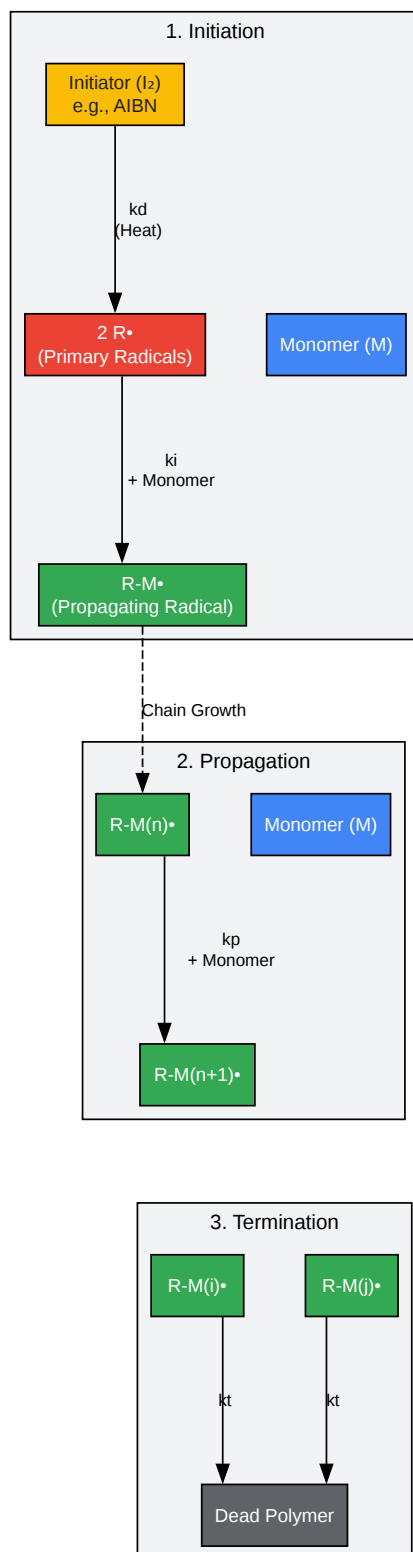 1. Initiation
Initiator (I₂)
e.g., AIBN
kd
(Heat)
2 R•
(Primary Radicals)
Monomer (M)
ki
+ Monomer
R-M•
(Propagating Radical)
Chain Growth
2. Propagation
R-M(n)•
Monomer (M)
kp
+ Monomer
R-M(n+1)•
3. Termination
R-M(i)•
R-M(j)•
kt
kt
Dead Polymer